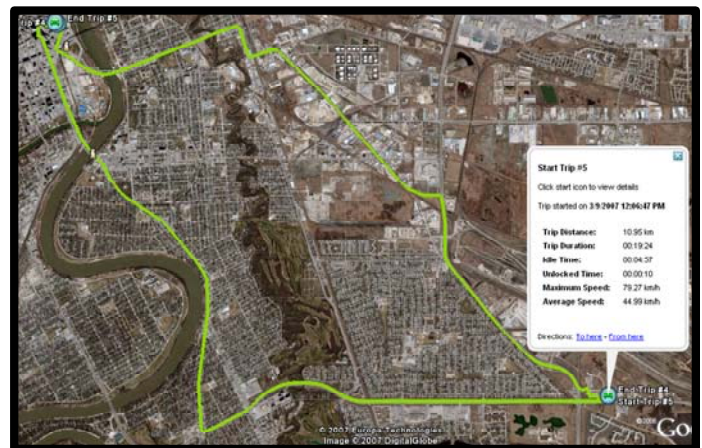 rip #4
End Trip #5
Start Trip #5
Click start icon to view details
Trip started on 3/9/2007 12:06:47 PM
Trip Distance: 10.95 km
Trip Duration: 00:19:24
Idle Time: 00:04:37
Unlocked Time: 00:00:10
Maximum Speed: 79.27 km/h
Average Speed: 44.99 km/h
Directions: To here - From here
End Trip #4
Start Trip #5
© 2007 Europa Technologies
Image © 2007 DigitalGlobe
Go